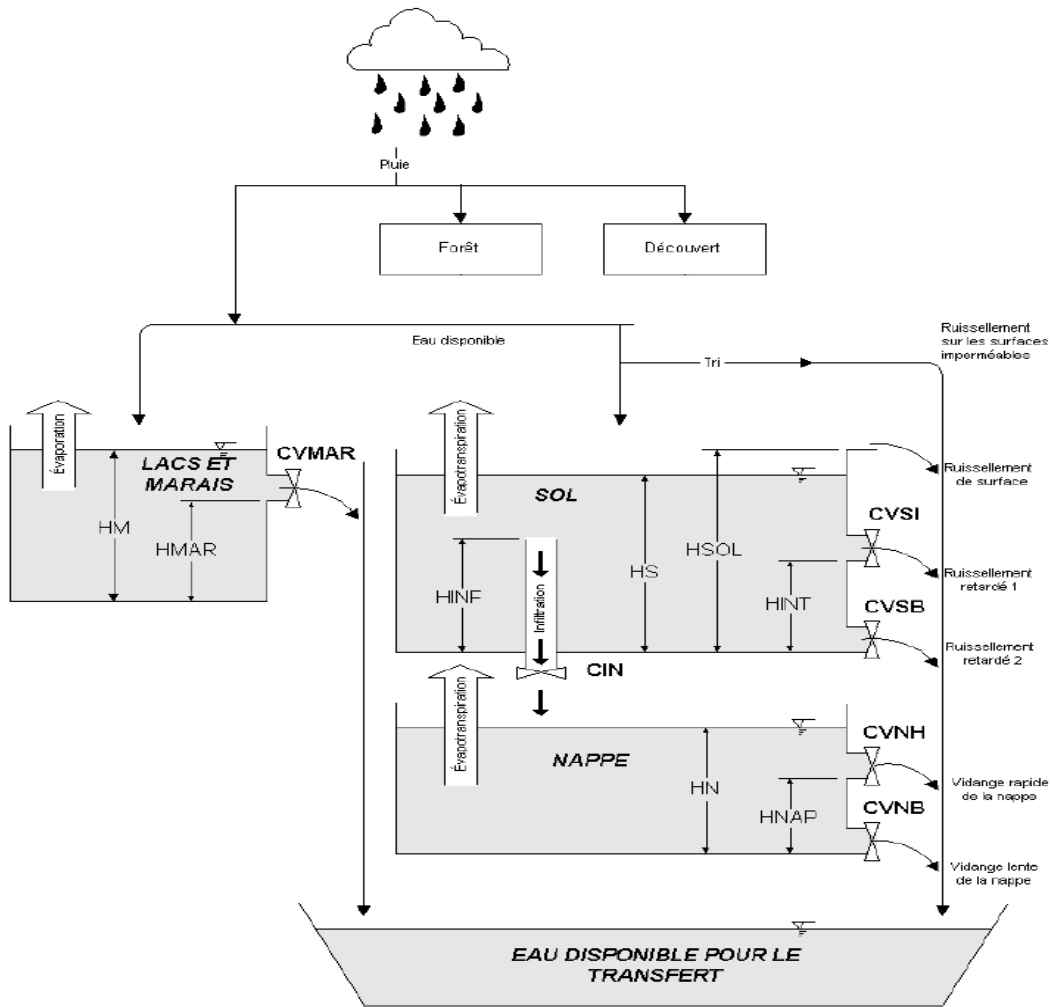 Pluie
Forêt
Découvert
Eau disponible
Tri
Ruissellement
sur les surfaces
imperméables
Évaporation
LACS ET
MARAIS
CVMAR
HM
HMAR
Évapotranspiration
SOL
Ruissellement
de surface
HINF
Infiltration
HS
HSOL
HINT
CVSI
Ruissellement
retardé 1
CVSB
Ruissellement
retardé 2
CIN
Évapotranspiration
NAPPE
HN
HNAP
CVNH
Vidange rapide
de la nappe
CVNB
Vidange lente
de la nappe
EAU DISPONIBLE POUR LE
TRANSFERT